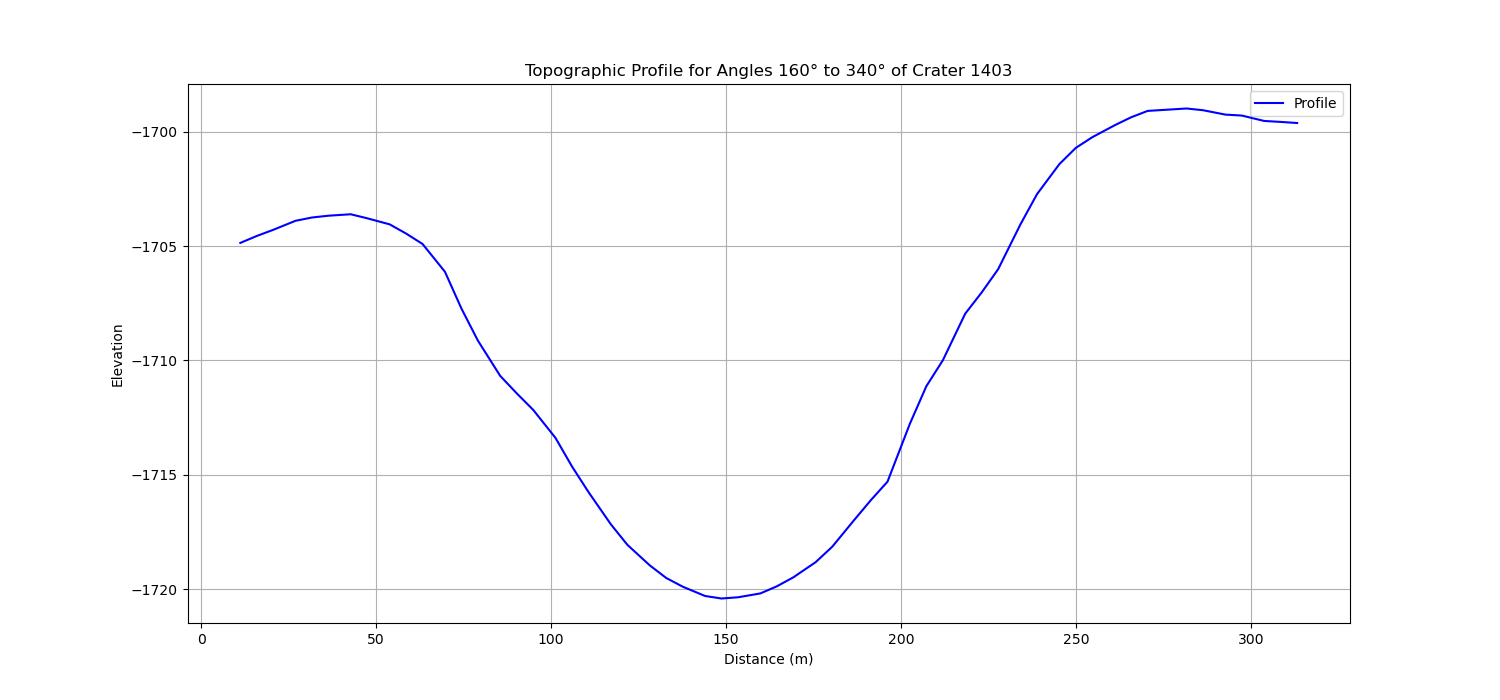 Topographic Profile for Angles 160° to 340° of Crater 1403
Profile
−1700
−1705
−1710
−1715
−1720
Elevation
0 50 100 150 200 250 300
Distance (m)